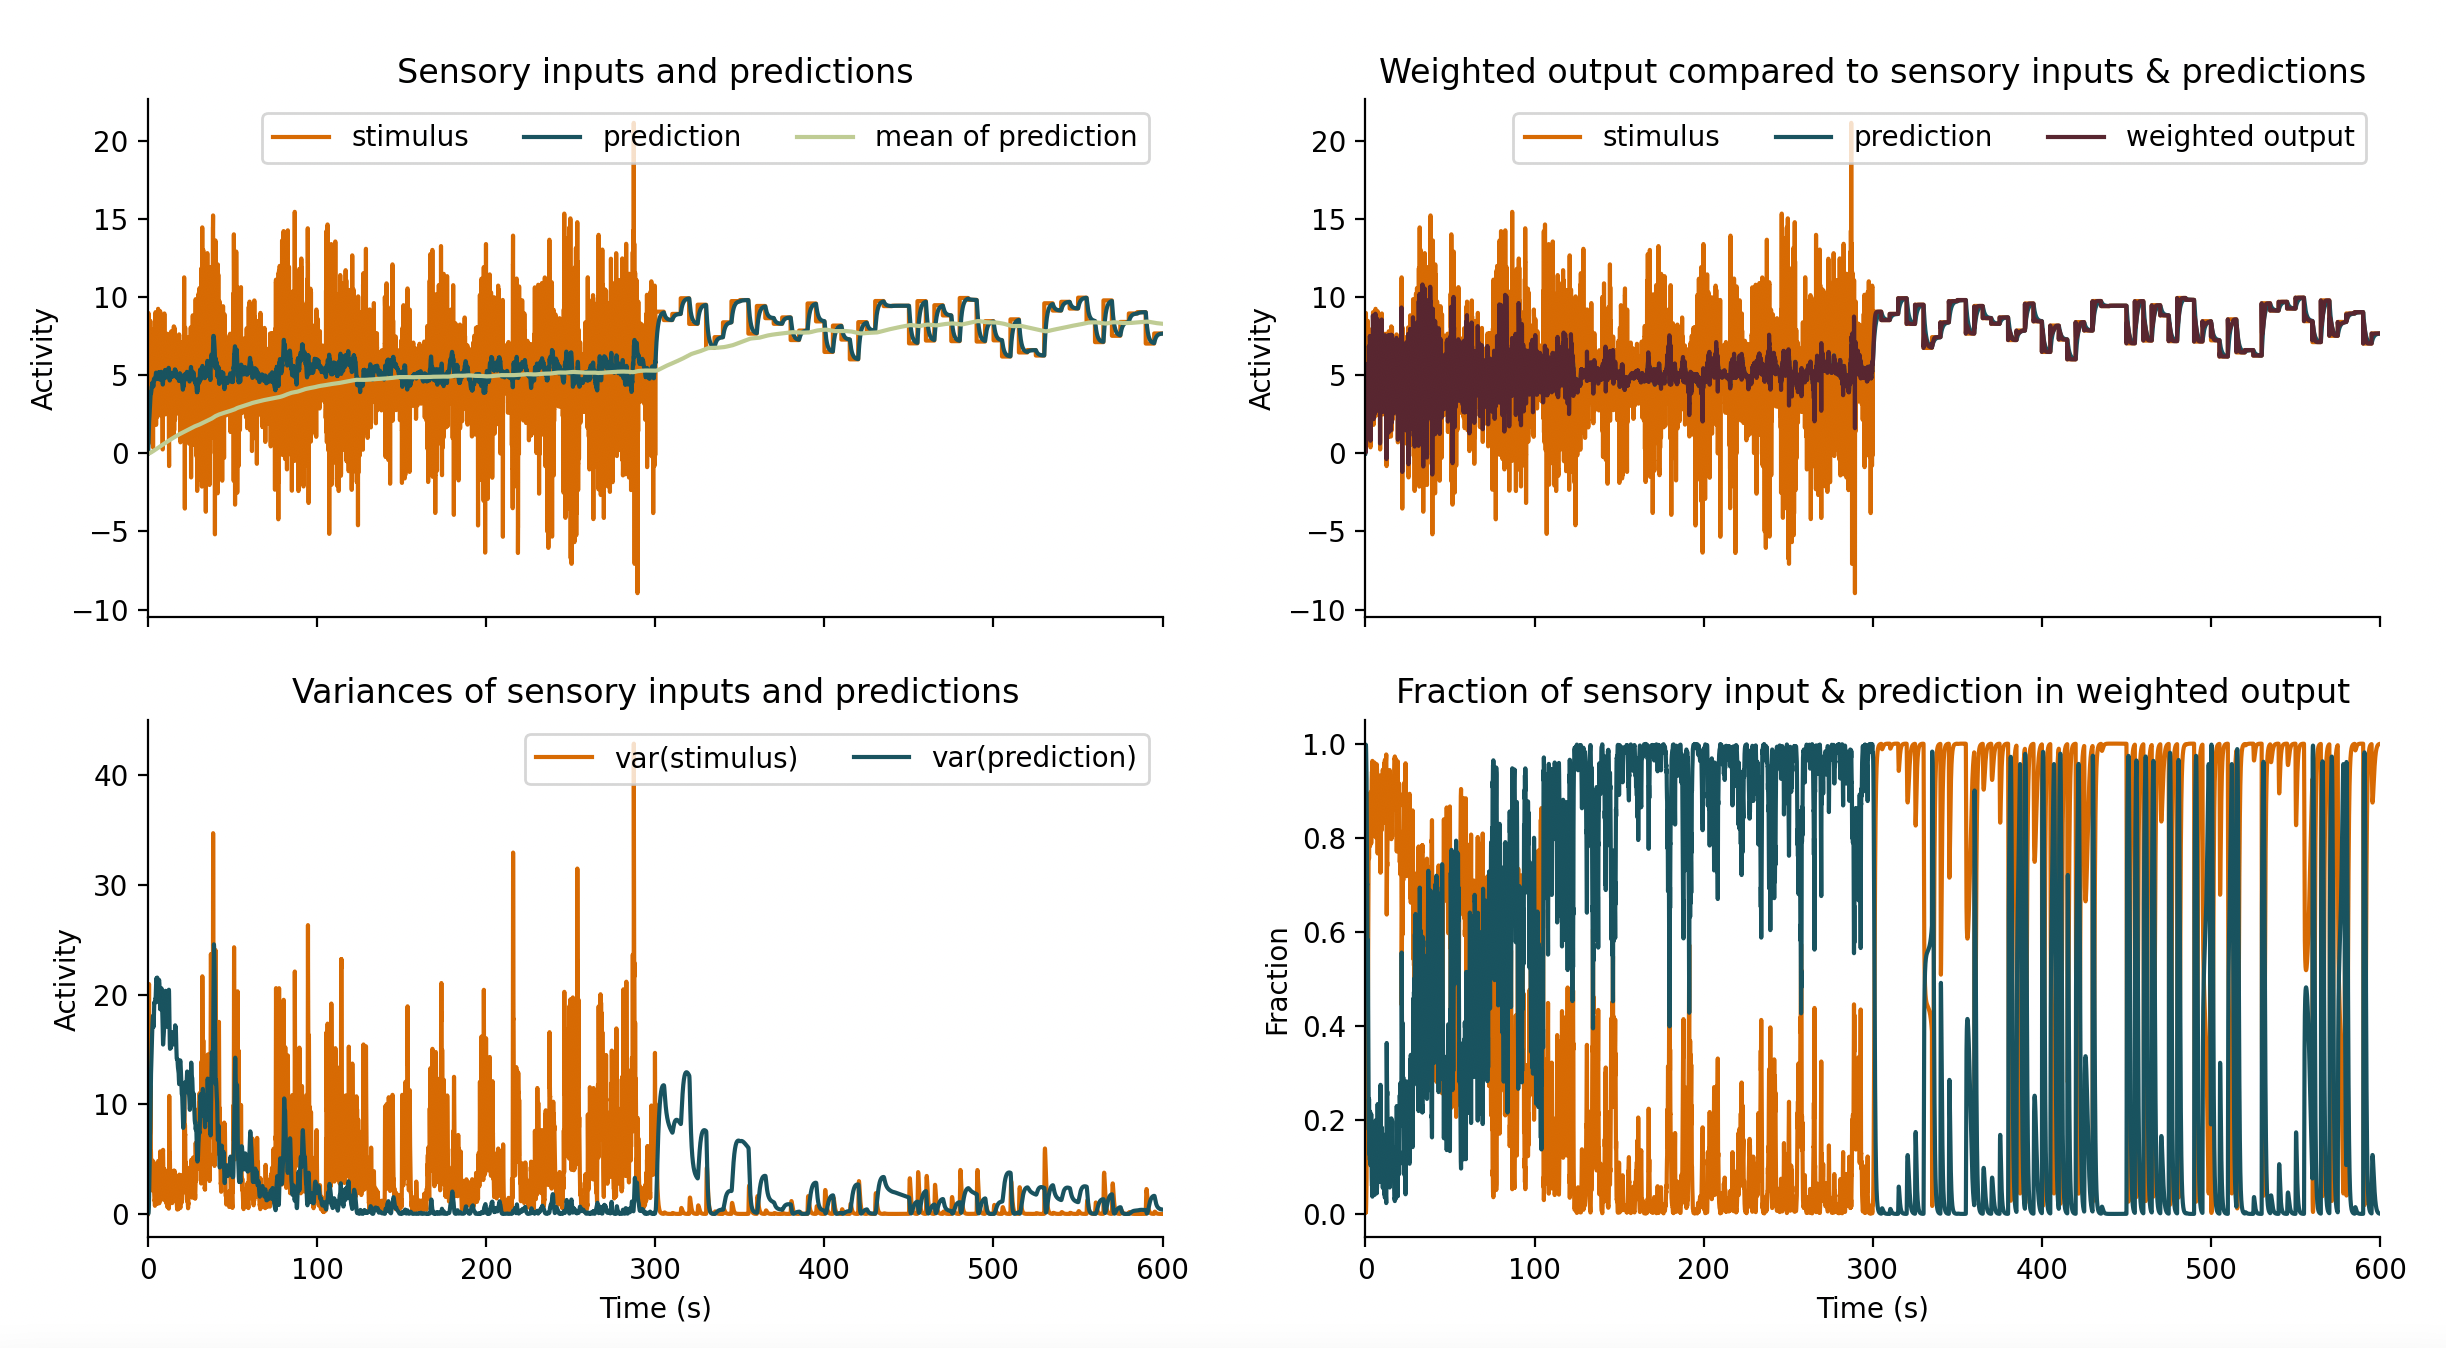 Sensory inputs and predictions
stimulus prediction mean of prediction
Activity
20
15
10
5
0
−5
−10
Weighted output compared to sensory inputs & predictions
stimulus prediction weighted output
Activity
20
15
10
5
0
−5
−10
Variances of sensory inputs and predictions
var(stimulus) var(prediction)
Activity
40
30
20
10
0
0 100 200 300 400 500 600
Time (s)
Fraction of sensory input & prediction in weighted output
Fraction
1.0
0.8
0.6
0.4
0.2
0.0
0 100 200 300 400 500 600
Time (s)